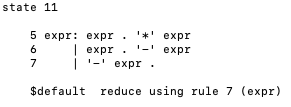 state 11
5 expr: expr . '*' expr
6     | expr . '-' expr
7     | '-' expr .
$default  reduce using rule 7 (expr)